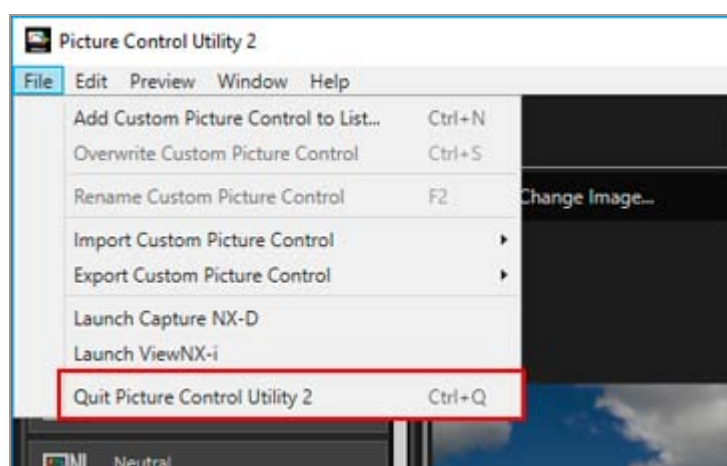 Picture Control Utility 2
File Edit Preview Window Help
Add Custom Picture Control to List... Ctrl+N
Overwrite Custom Picture Control Ctrl+S
Rename Custom Picture Control F2
Change Image...
Import Custom Picture Control
Export Custom Picture Control
Launch Capture NX-D
Launch ViewNX-i
Quit Picture Control Utility 2 Ctrl+Q
NL Neutral